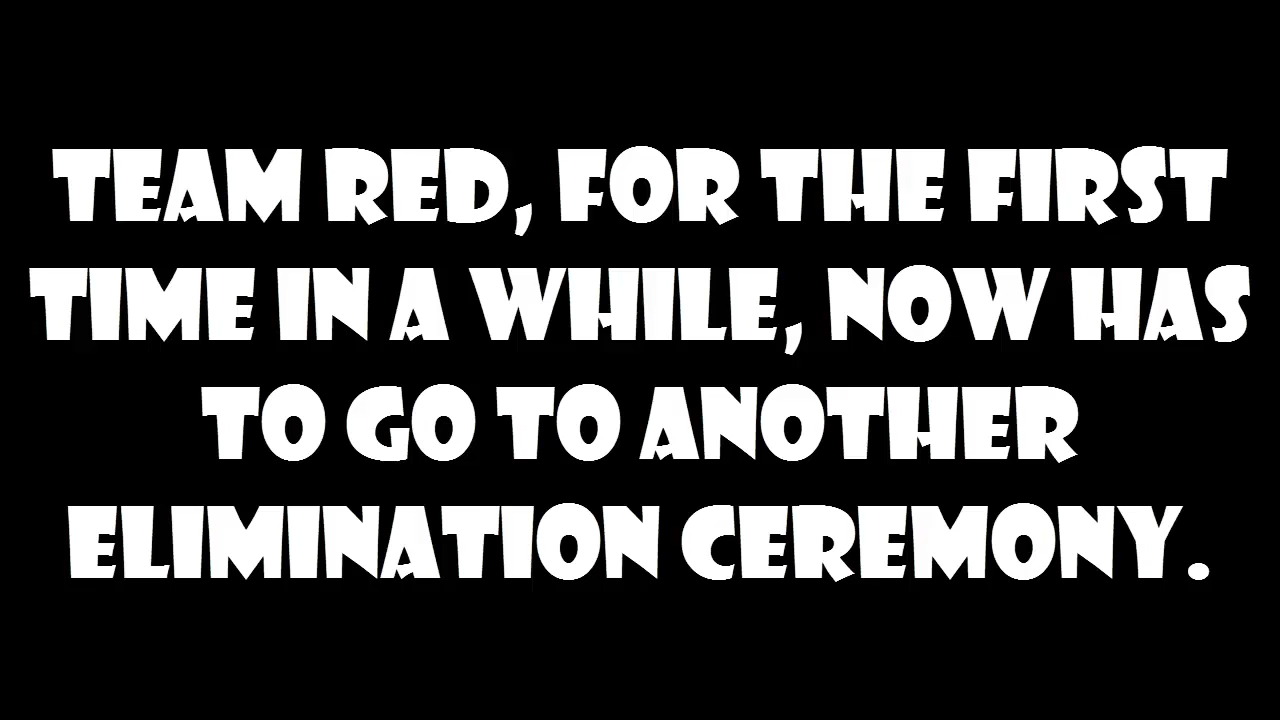 TEAM RED, FOR THE FIRST
TIME IN A WHILE, NOW HAS
TO GO TO ANOTHER
ELIMINATION CEREMONY.